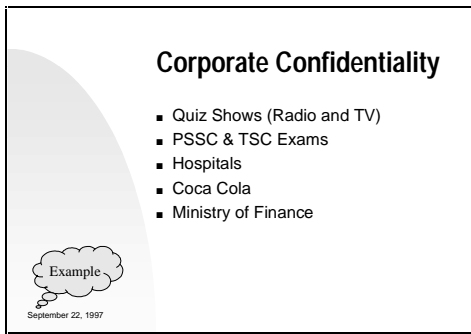 Corporate Confidentiality
■ Quiz Shows (Radio and TV)
■ PSSC & TSC Exams
■ Hospitals
■ Coca Cola
■ Ministry of Finance
Example
September 22, 1997